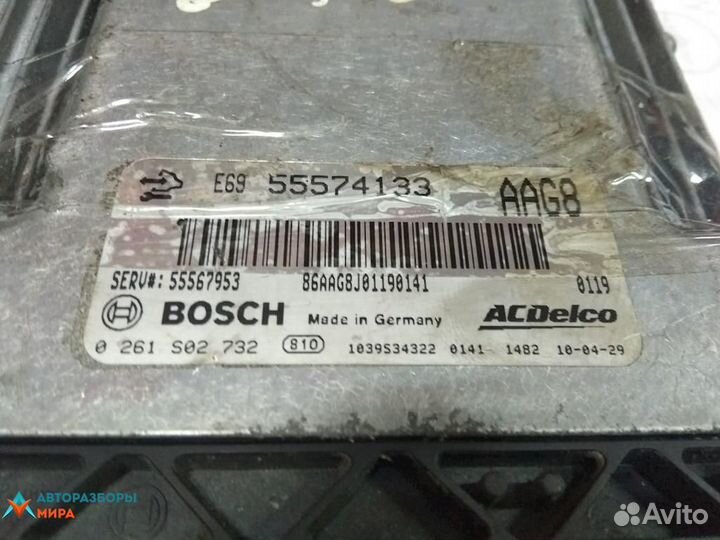 E69 55574133 AAG8
SERV#: 55567953 86AAG8J01190141 0119
BOSCH Made in Germany ACDelco
0 261 S02 732 810 1039S34322 0141 1482 10-04-29
АВТОРАЗБОРЫ
МИРА
Avito